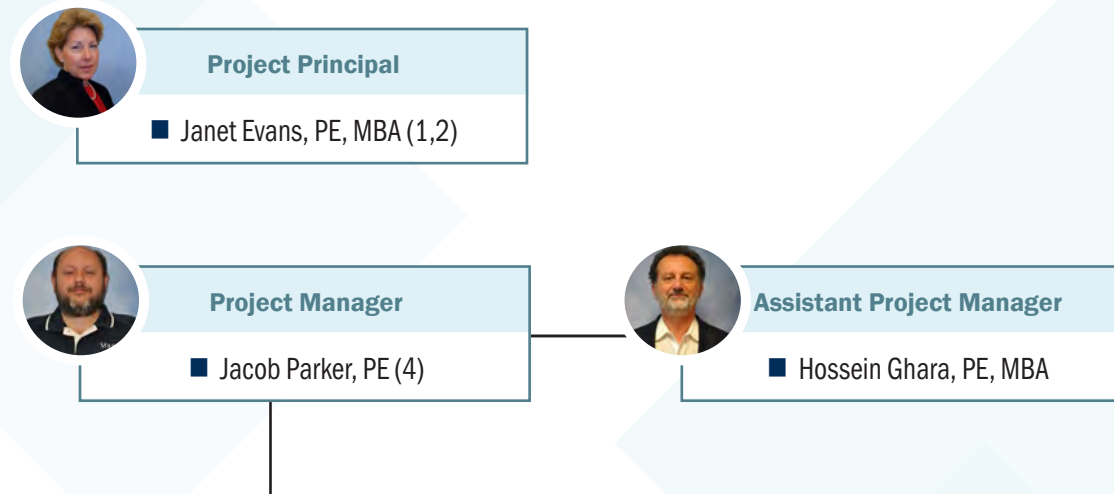 Project Principal
■ Janet Evans, PE, MBA (1,2)
Project Manager
■ Jacob Parker, PE (4)
Assistant Project Manager
■ Hossein Ghara, PE, MBA